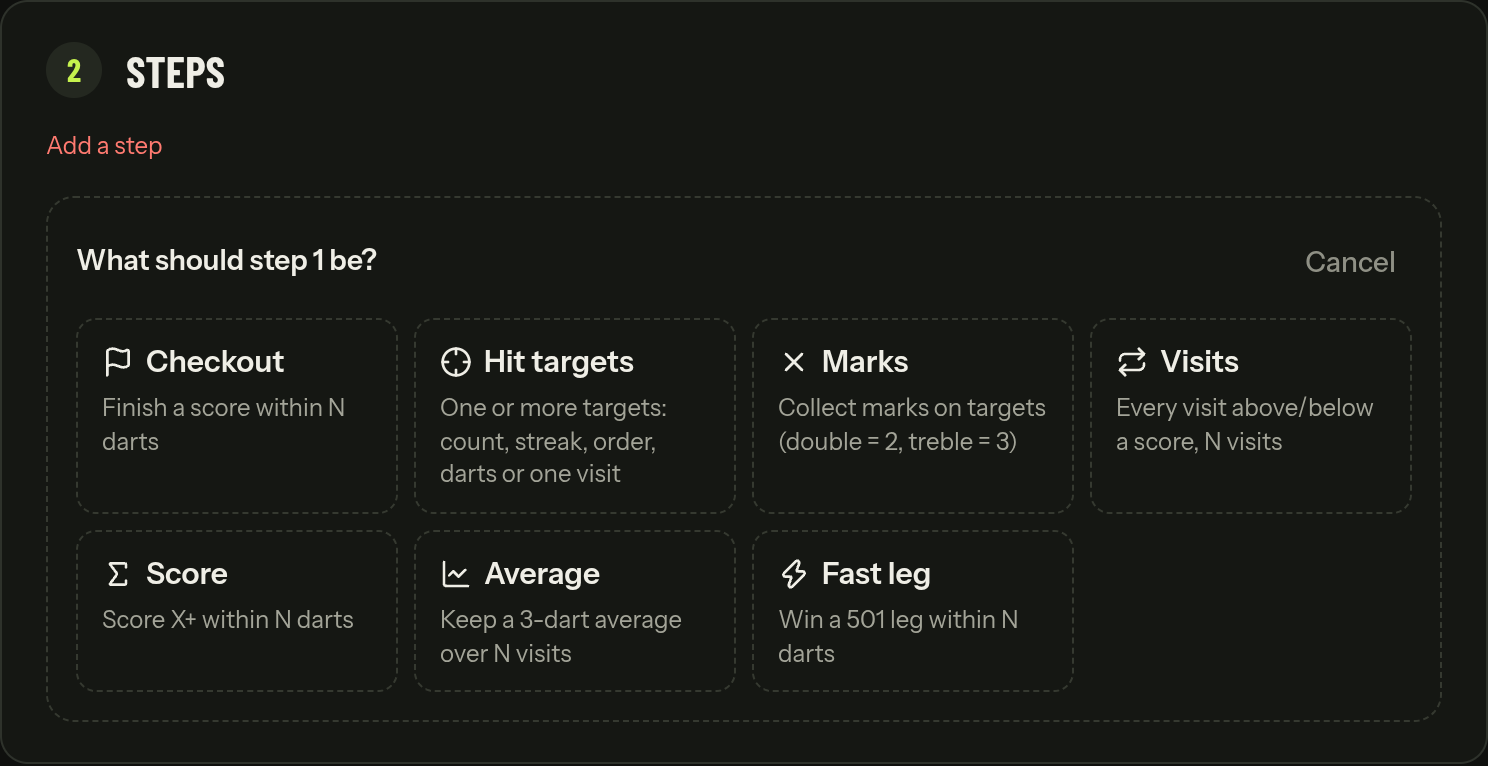 2 STEPS
Add a step
What should step 1 be?
Cancel
Checkout
Finish a score within N
darts
Hit targets
One or more targets:
count, streak, order,
darts or one visit
Marks
Collect marks on targets
(double = 2, treble = 3)
Visits
Every visit above/below
a score, N visits
Score
Score X+ within N darts
Average
Keep a 3-dart average
over N visits
Fast leg
Win a 501 leg within N
darts